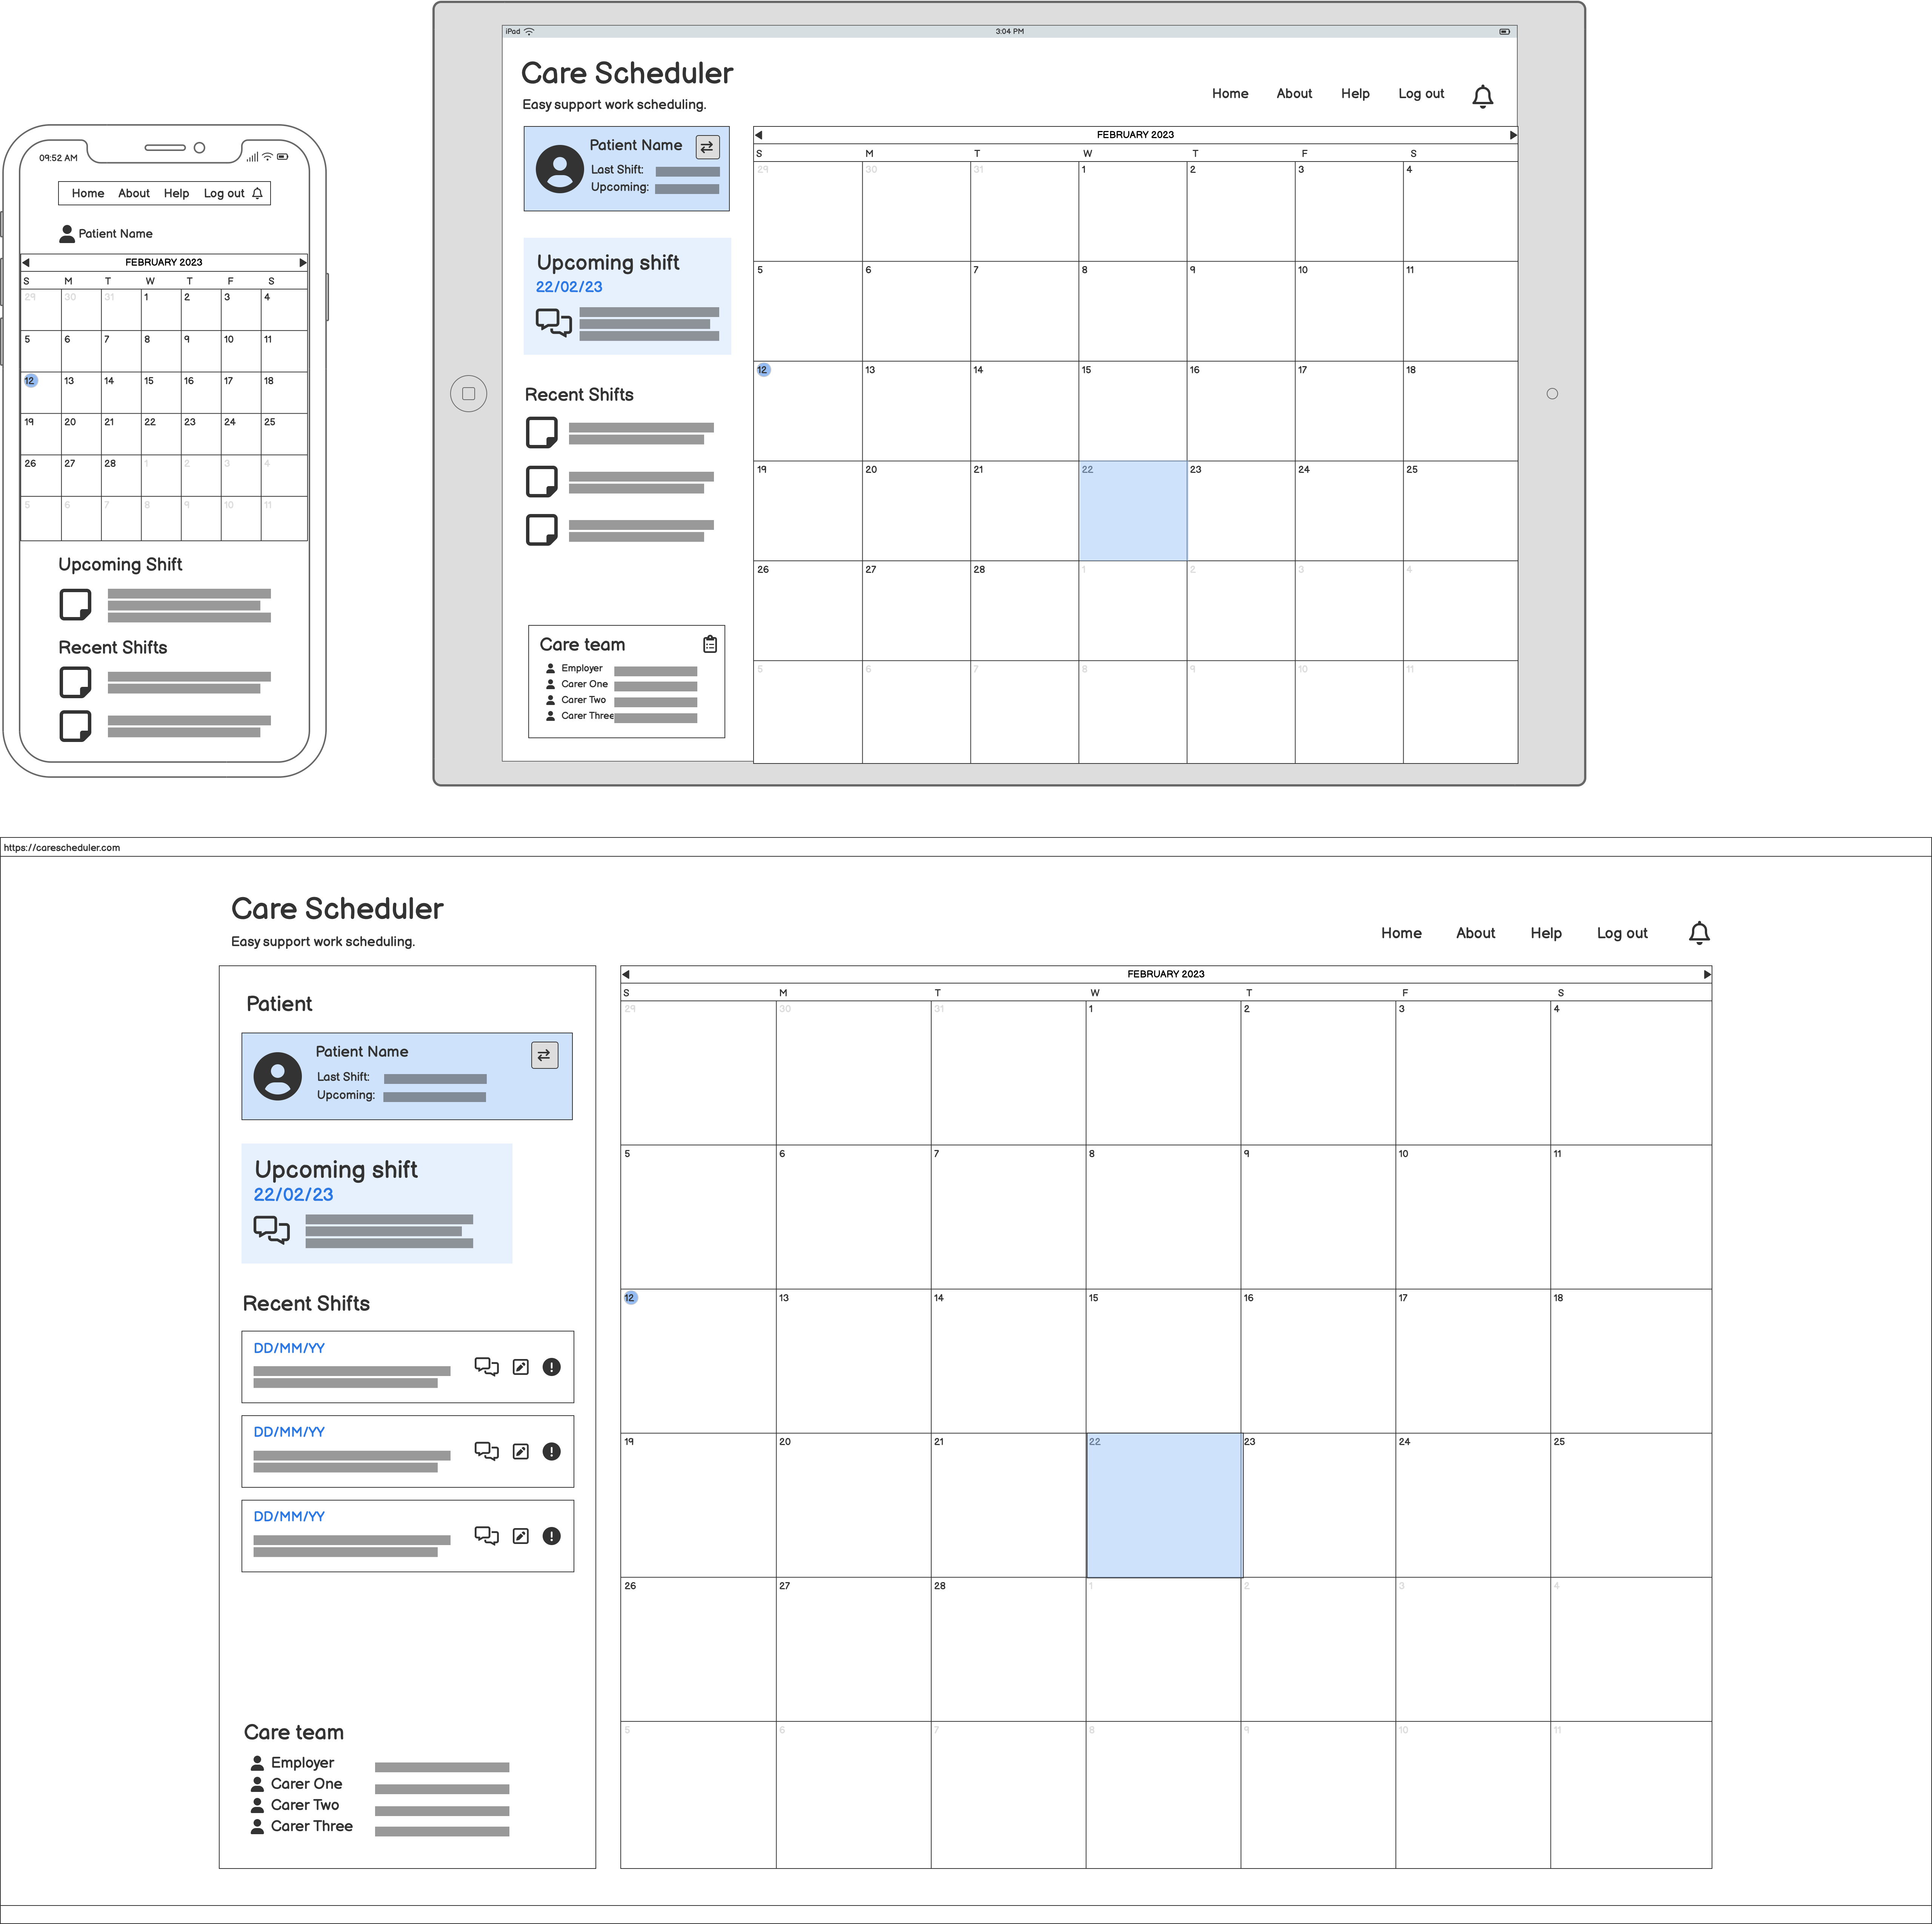 09:52 AM
Home About Help Log out
Patient Name
FEBRUARY 2023
S M T W T F S
29 30 31 1 2 3 4
5 6 7 8 9 10 11
12 13 14 15 16 17 18
19 20 21 22 23 24 25
26 27 28 1 2 3 4
5 6 7 8 9 10 11
Upcoming Shift
Recent Shifts
iPad 3:04 PM
Care Scheduler
Easy support work scheduling.
Home About Help Log out
Patient Name
Last Shift:
Upcoming:
Upcoming shift
22/02/23
Recent Shifts
Care team
Employer
Carer One
Carer Two
Carer Three
FEBRUARY 2023
S M T W T F S
29 30 31 1 2 3 4
5 6 7 8 9 10 11
12 13 14 15 16 17 18
19 20 21 22 23 24 25
26 27 28 1 2 3 4
5 6 7 8 9 10 11
https://carescheduler.com
Care Scheduler
Easy support work scheduling.
Home About Help Log out
Patient
Patient Name
Last Shift:
Upcoming:
Upcoming shift
22/02/23
Recent Shifts
DD/MM/YY
DD/MM/YY
DD/MM/YY
Care team
Employer
Carer One
Carer Two
Carer Three
FEBRUARY 2023
S M T W T F S
29 30 31 1 2 3 4
5 6 7 8 9 10 11
12 13 14 15 16 17 18
19 20 21 22 23 24 25
26 27 28 1 2 3 4
5 6 7 8 9 10 11